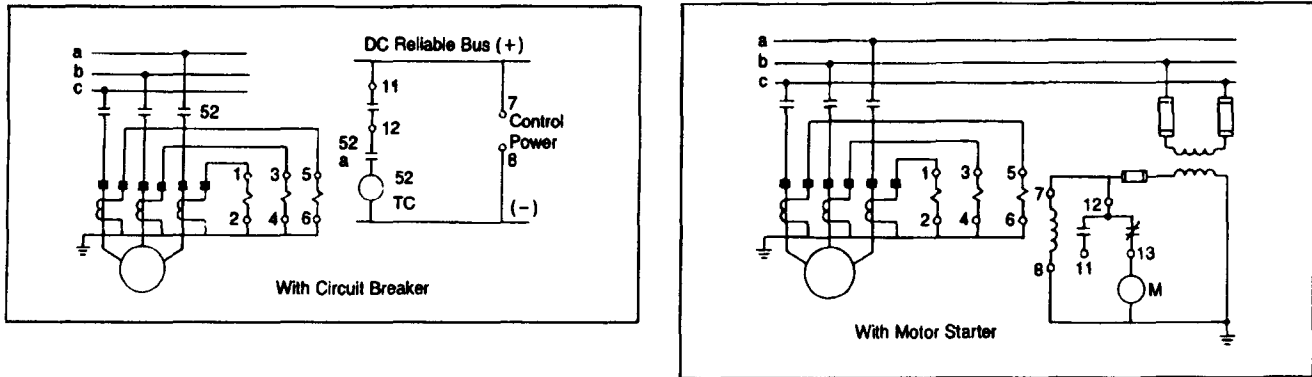 a
b
c
52
DC Reliable Bus (+)
11
12
52
a
52
TC
7
Control
Power
8
(−)
1 3 5
2 4 6
With Circuit Breaker
a
b
c
1 3 5
2 4 6
7
8
12
11
13
M
With Motor Starter